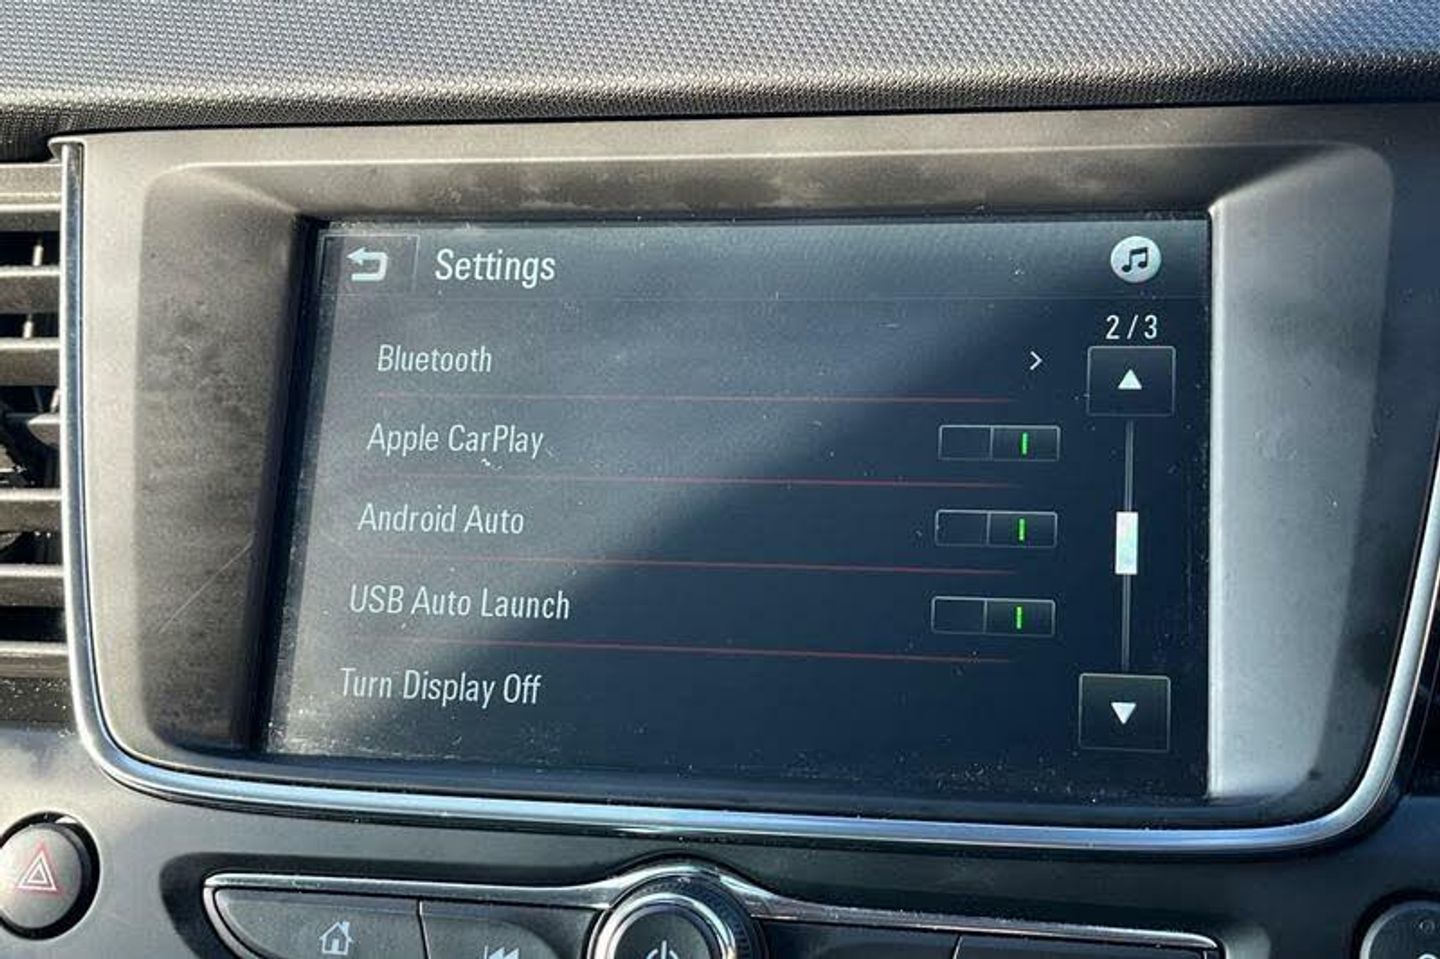 Settings
2/3
Bluetooth
Apple CarPlay
Android Auto
USB Auto Launch
Turn Display Off